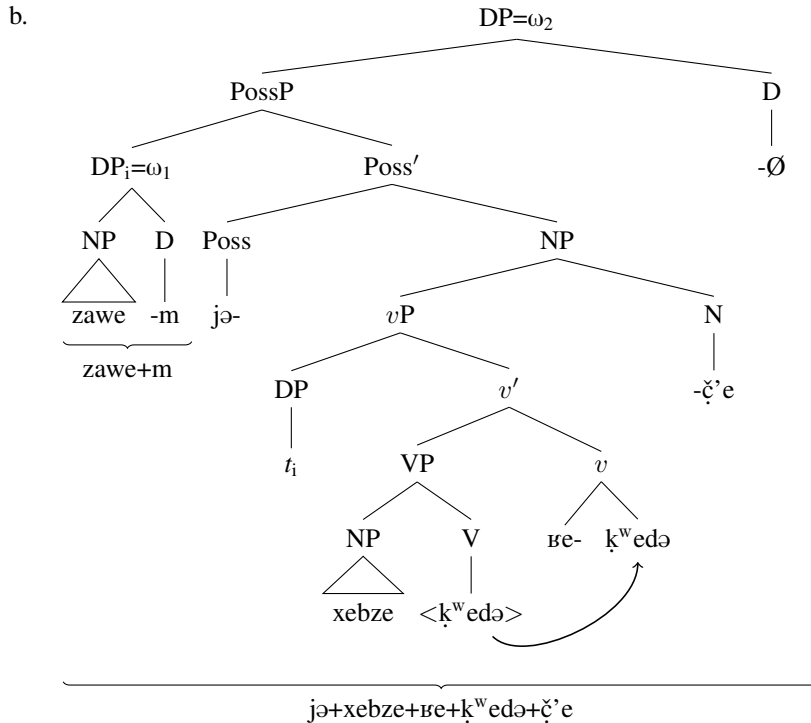 b.
DP=ω₂
PossP D
DPᵢ=ω₁ Poss′ -Ø
NP D Poss NP
zawe -m jə- vP N
zawe+m
DP v′ -č̣’e
tᵢ VP v
NP V ʁe- ḳʷedə
xebze <ḳʷedə>
jə+xebze+ʁe+ḳʷedə+č̣’e